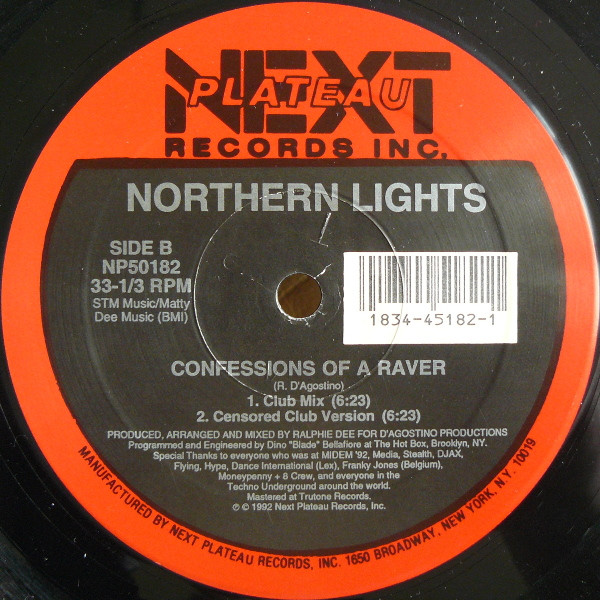 NEXT
PLATEAU
RECORDS INC.
NORTHERN LIGHTS
SIDE B
NP50182
33-1/3 RPM
STM Music/Matty
Dee Music (BMI)
1834-45182-1
CONFESSIONS OF A RAVER
(R. D'Agostino)
1. Club Mix (6:23)
2. Censored Club Version (6:23)
PRODUCED, ARRANGED AND MIXED BY RALPHIE DEE FOR D'AGOSTINO PRODUCTIONS
Programmed and Engineered by Dino "Blade" Bellafiore at The Hot Box, Brooklyn, NY.
Special Thanks to everyone who was at MIDEM '92, Media, Stealth, DJAX,
Flying, Hype, Dance International (Lex), Franky Jones (Belgium),
Moneypenny + 8 Crew, and everyone in the
Techno Underground around the world.
Mastered at Trutone Records.
℗ © 1992 Next Plateau Records, Inc.
MANUFACTURED BY NEXT PLATEAU RECORDS, INC. 1650 BROADWAY, NEW YORK, N.Y. 10019